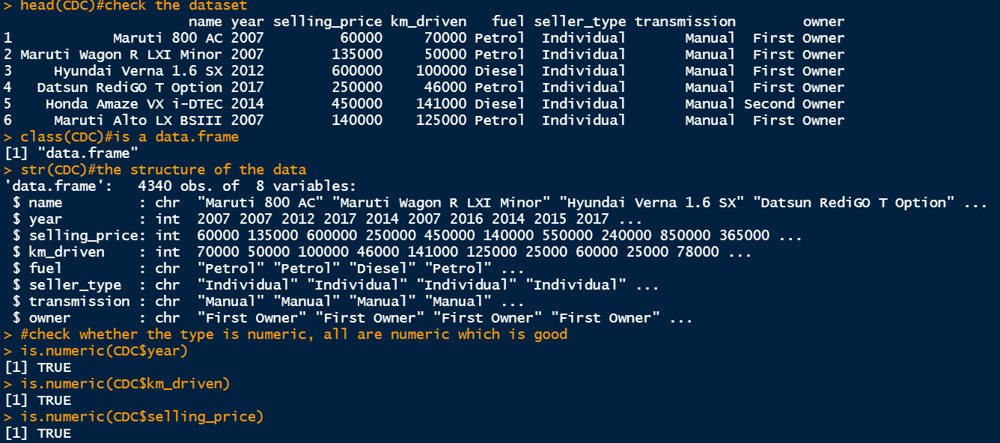 > head(CDC)#check the dataset
                      name year selling_price km_driven   fuel seller_type transmission        owner
1            Maruti 800 AC 2007         60000     70000 Petrol  Individual       Manual  First Owner
2 Maruti Wagon R LXI Minor 2007        135000     50000 Petrol  Individual       Manual  First Owner
3     Hyundai Verna 1.6 SX 2012        600000    100000 Diesel  Individual       Manual  First Owner
4   Datsun RediGO T Option 2017        250000     46000 Petrol  Individual       Manual  First Owner
5    Honda Amaze VX i-DTEC 2014        450000    141000 Diesel  Individual       Manual Second Owner
6     Maruti Alto LX BSIII 2007        140000    125000 Petrol  Individual       Manual  First Owner
> class(CDC)#is a data.frame
[1] "data.frame"
> str(CDC)#the structure of the data
'data.frame':   4340 obs. of  8 variables:
 $ name         : chr  "Maruti 800 AC" "Maruti Wagon R LXI Minor" "Hyundai Verna 1.6 SX" "Datsun RediGO T Option" ...
 $ year         : int  2007 2007 2012 2017 2014 2007 2016 2014 2015 2017 ...
 $ selling_price: int  60000 135000 600000 250000 450000 140000 550000 240000 850000 365000 ...
 $ km_driven    : int  70000 50000 100000 46000 141000 125000 25000 60000 25000 78000 ...
 $ fuel         : chr  "Petrol" "Petrol" "Diesel" "Petrol" ...
 $ seller_type  : chr  "Individual" "Individual" "Individual" "Individual" ...
 $ transmission : chr  "Manual" "Manual" "Manual" "Manual" ...
 $ owner        : chr  "First Owner" "First Owner" "First Owner" "First Owner" ...
> #check whether the type is numeric, all are numeric which is good
> is.numeric(CDC$year)
[1] TRUE
> is.numeric(CDC$km_driven)
[1] TRUE
> is.numeric(CDC$selling_price)
[1] TRUE